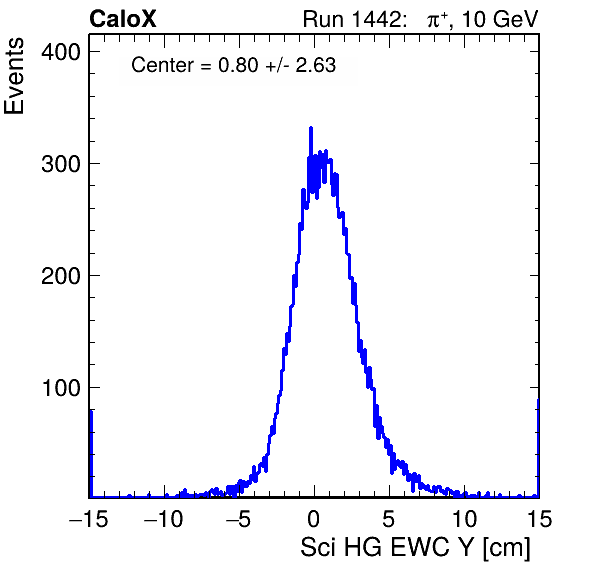 CaloX Run 1442: π⁺, 10 GeV
Events
400
Center = 0.80 +/- 2.63
300
200
100
−15 −10 −5 0 5 10 15
Sci HG EWC Y [cm]